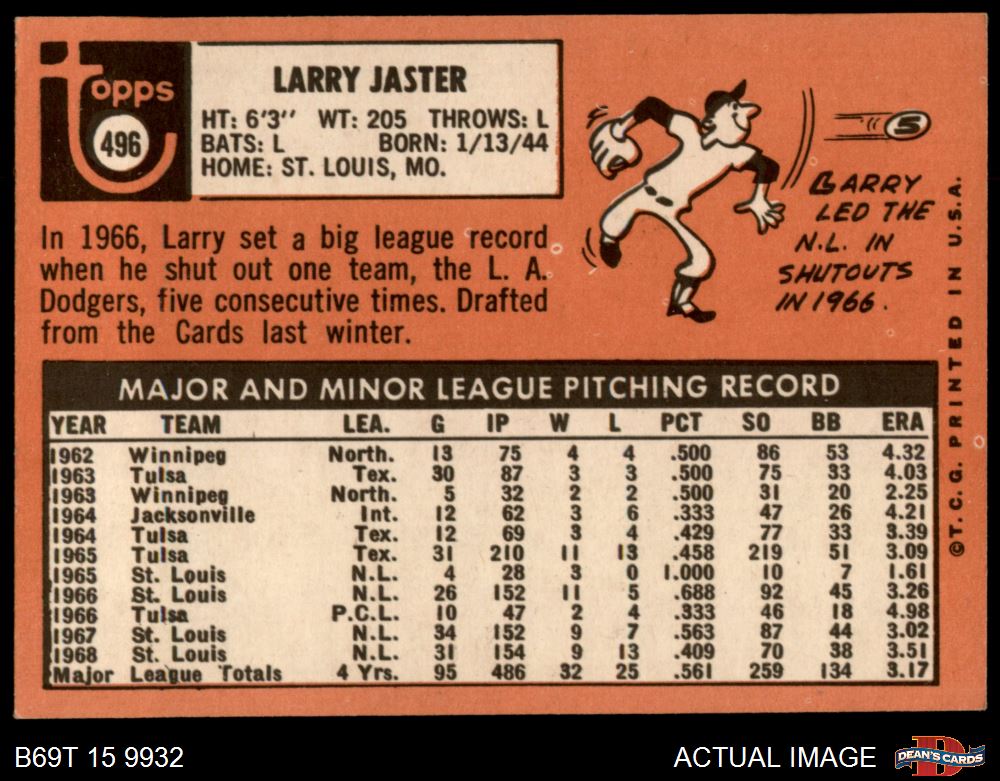 topps
496
LARRY JASTER
HT: 6'3'' WT: 205 THROWS: L
BATS: L BORN: 1/13/44
HOME: ST. LOUIS, MO.
In 1966, Larry set a big league record
when he shut out one team, the L. A.
Dodgers, five consecutive times. Drafted
from the Cards last winter.
5
LARRY
LED THE
N.L. IN
SHUTOUTS
IN 1966.
©T.C.G. PRINTED IN U.S.A.
MAJOR AND MINOR LEAGUE PITCHING RECORD
YEAR TEAM LEA. G IP W L PCT SO BB ERA
1962 Winnipeg North. 13 75 4 4 .500 86 53 4.32
1963 Tulsa Tex. 30 87 3 3 .500 75 33 4.03
1963 Winnipeg North. 5 32 2 2 .500 31 20 2.25
1964 Jacksonville Int. 12 62 3 6 .333 47 26 4.21
1964 Tulsa Tex. 12 69 3 4 .429 77 33 3.39
1965 Tulsa Tex. 31 210 11 13 .458 219 51 3.09
1965 St. Louis N.L. 4 28 3 0 1.000 10 7 1.61
1966 St. Louis N.L. 26 152 11 5 .688 92 45 3.26
1966 Tulsa P.C.L. 10 47 2 4 .333 46 18 4.98
1967 St. Louis N.L. 34 152 9 7 .563 87 44 3.02
1968 St. Louis N.L. 31 154 9 13 .409 70 38 3.51
Major League Totals 4 Yrs. 95 486 32 25 .561 259 134 3.17
B69T 15 9932
ACTUAL IMAGE
D
DEAN'S CARDS